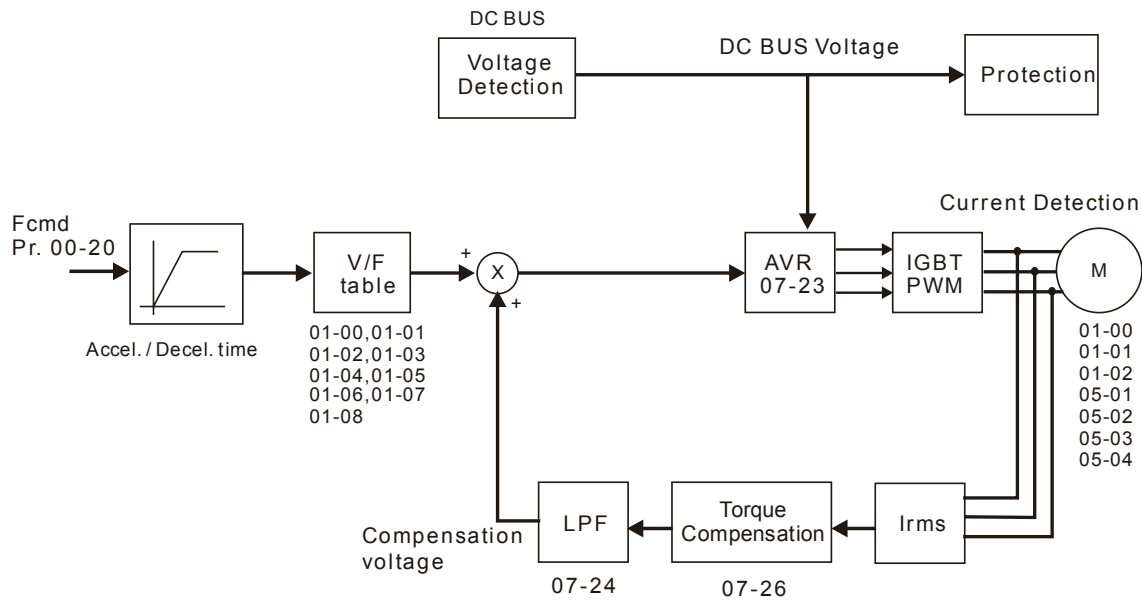 DC BUS
Voltage
Detection
DC BUS Voltage
Protection
Fcmd
Pr. 00-20
Accel. / Decel. time
V/F
table
01-00,01-01
01-02,01-03
01-04,01-05
01-06,01-07
01-08
+
X
+
AVR
07-23
IGBT
PWM
Current Detection
M
01-00
01-01
01-02
05-01
05-02
05-03
05-04
Compensation
voltage
LPF
07-24
Torque
Compensation
07-26
Irms